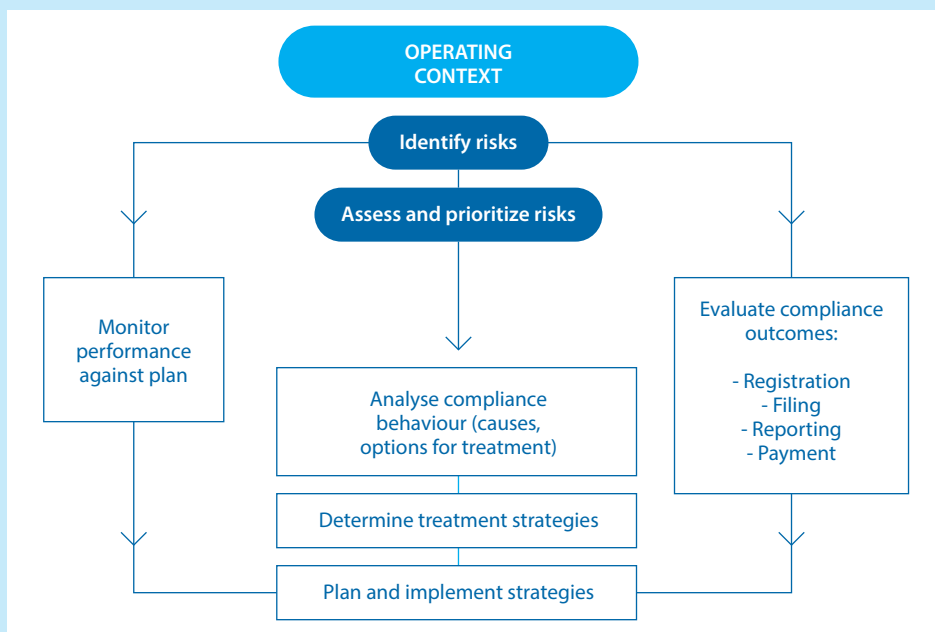 OPERATING
CONTEXT
Identify risks
Assess and prioritize risks
Monitor
performance
against plan
Analyse compliance
behaviour (causes,
options for treatment)
Determine treatment strategies
Plan and implement strategies
Evaluate compliance
outcomes:
- Registration
- Filing
- Reporting
- Payment